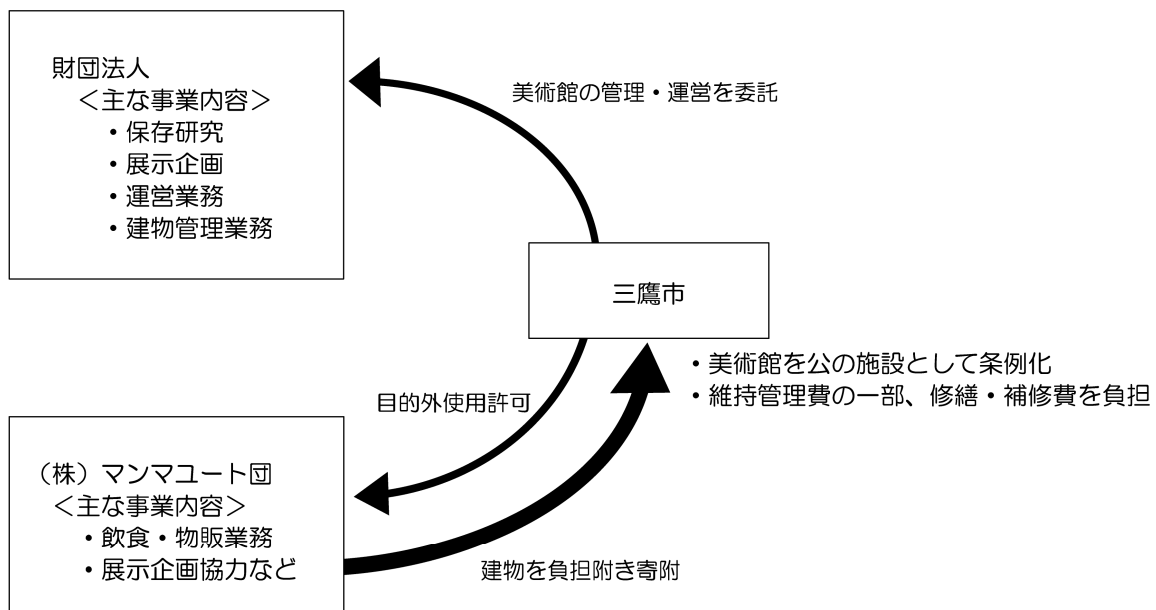 財団法人
＜主な事業内容＞
・保存研究
・展示企画
・運営業務
・建物管理業務
美術館の管理・運営を委託
三鷹市
・美術館を公の施設として条例化
・維持管理費の一部、修繕・補修費を負担
目的外使用許可
（株）マンマユート団
＜主な事業内容＞
・飲食・物販業務
・展示企画協力など
建物を負担附き寄附